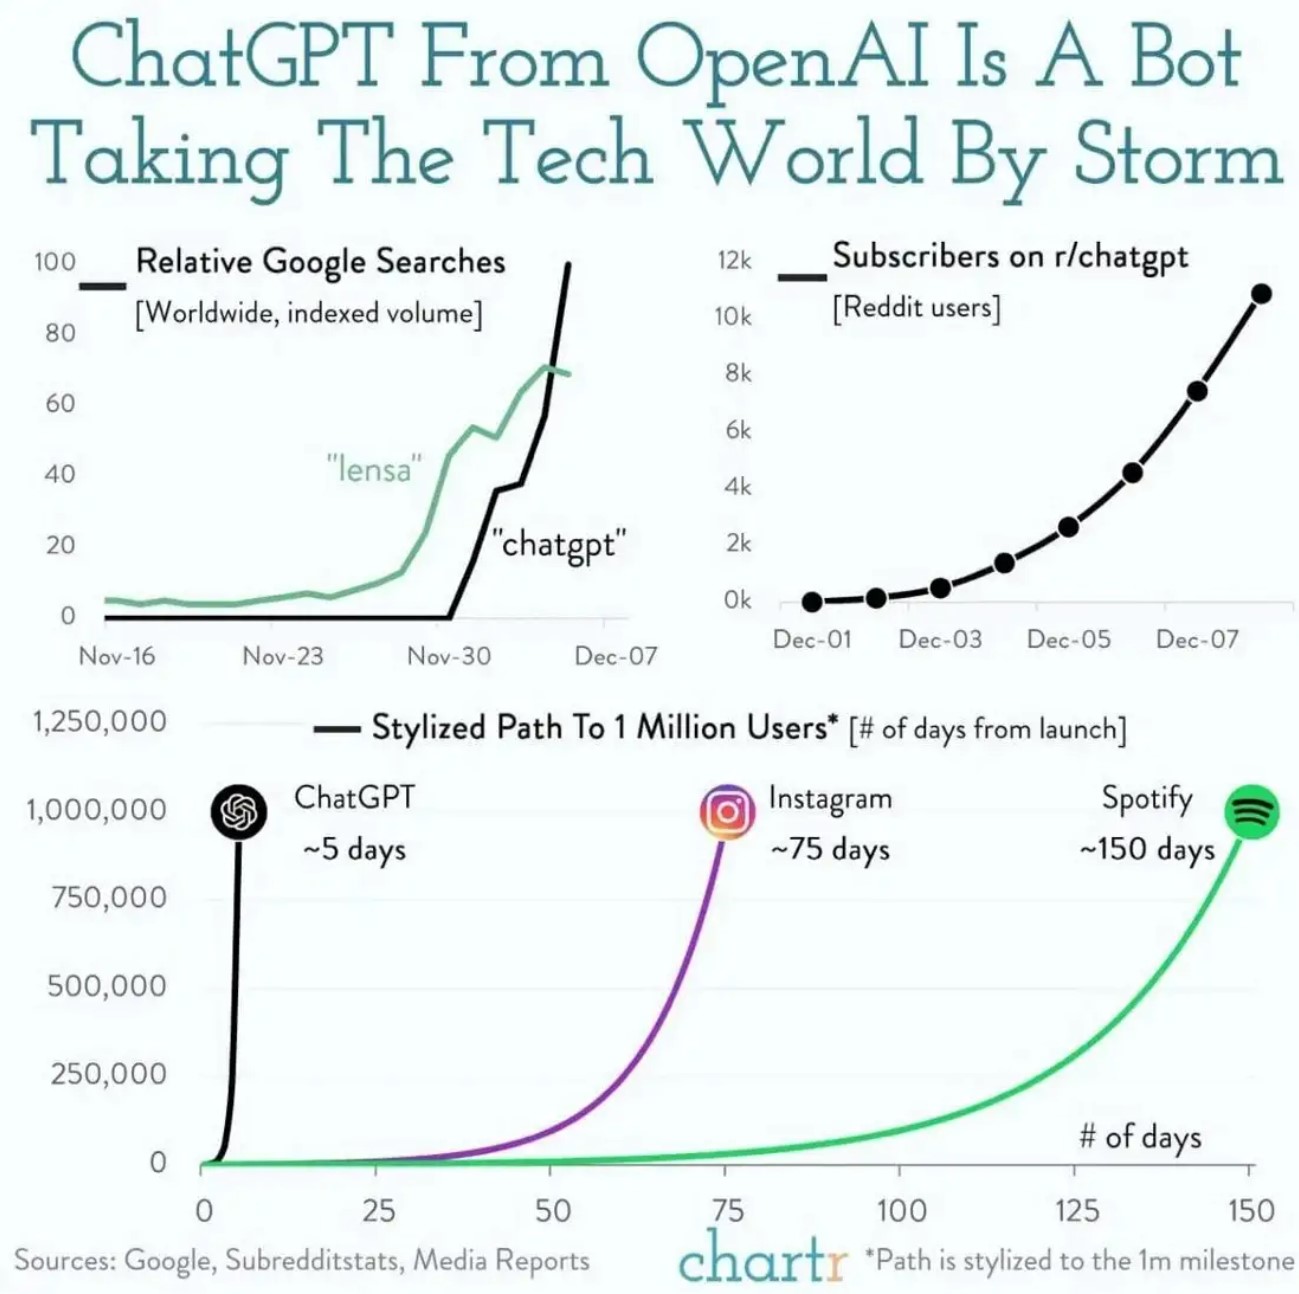 ChatGPT From OpenAI Is A Bot
Taking The Tech World By Storm
Relative Google Searches
[Worldwide, indexed volume]
100
80
60
40
20
0
"lensa"
"chatgpt"
Nov-16 Nov-23 Nov-30 Dec-07
Subscribers on r/chatgpt
[Reddit users]
12k
10k
8k
6k
4k
2k
0k
Dec-01 Dec-03 Dec-05 Dec-07
Stylized Path To 1 Million Users* [# of days from launch]
1,250,000
1,000,000
750,000
500,000
250,000
0
ChatGPT
~5 days
Instagram
~75 days
Spotify
~150 days
# of days
0 25 50 75 100 125 150
Sources: Google, Subredditstats, Media Reports
chartr
*Path is stylized to the 1m milestone